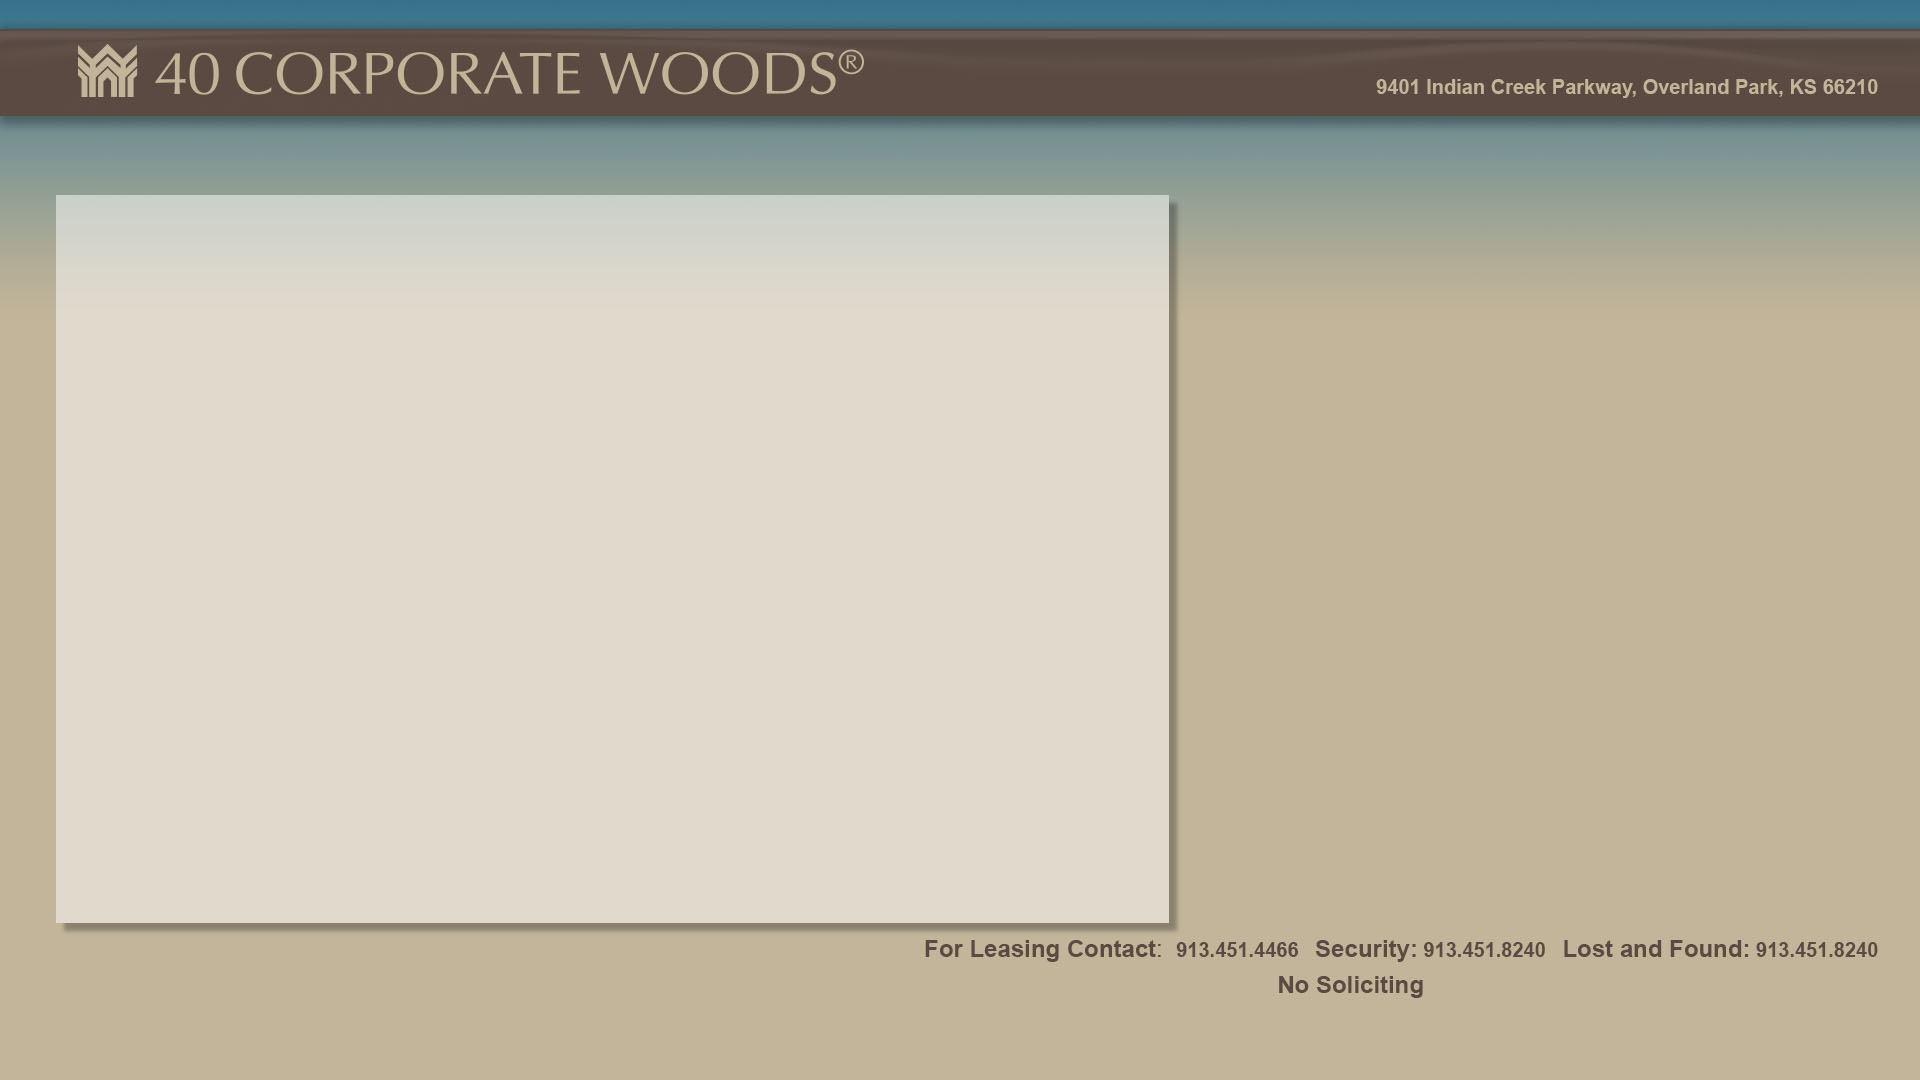 40 CORPORATE WOODS®
9401 Indian Creek Parkway, Overland Park, KS 66210
For Leasing Contact: 913.451.4466 Security: 913.451.8240 Lost and Found: 913.451.8240
No Soliciting